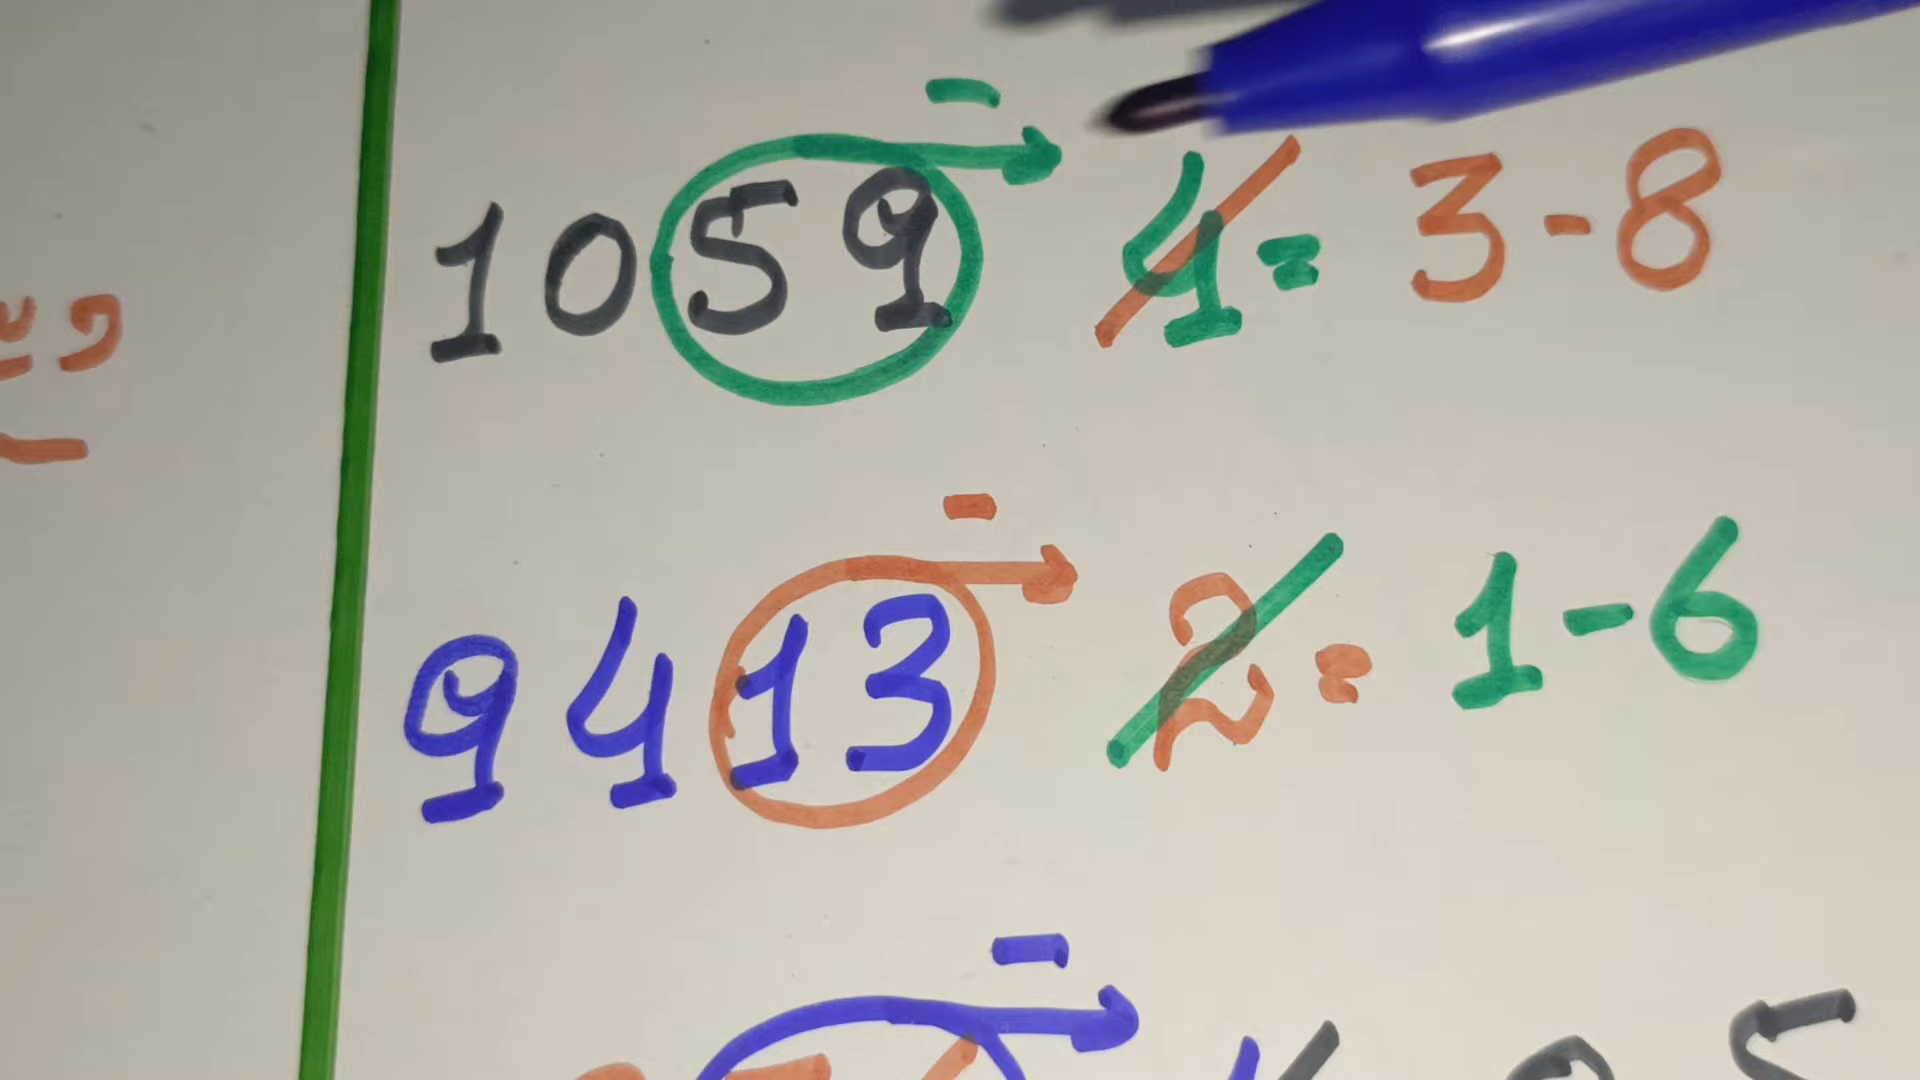 1059 4 = 3-8
9413 2 = 1-6